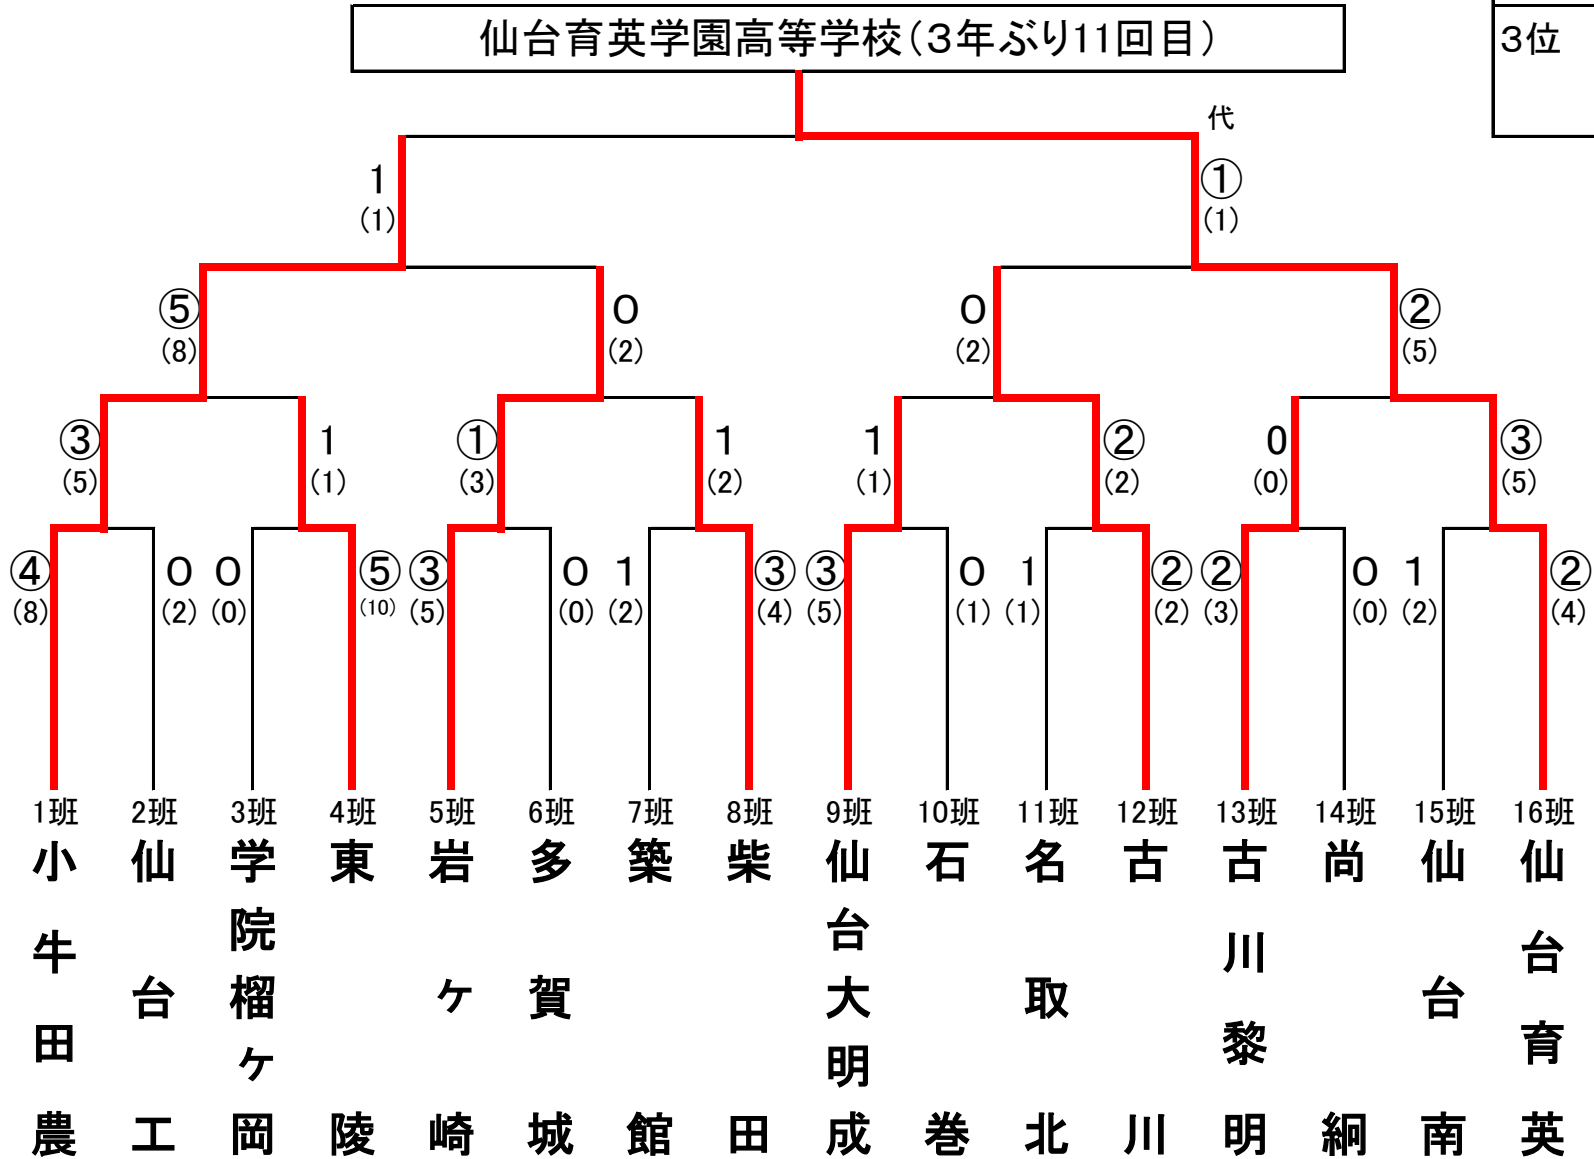 仙台育英学園高等学校（３年ぶり11回目）
３位
代
1 ①
(1) (1)
⑤ 0 0 ②
(8) (2) (2) (5)
③ 1 ① 1 1 ② 0 ③
(5) (1) (3) (2) (1) (2) (0) (5)
④ 0 0 ⑤ ③ 0 1 ③ ③ 0 1 ② ② 0 1 ②
(8) (2) (0) (10) (5) (0) (2) (4) (5) (1) (1) (2) (3) (0) (2) (4)
1班 2班 3班 4班 5班 6班 7班 8班 9班 10班 11班 12班 13班 14班 15班 16班
小牛田農
仙台工
学院榴ヶ岡
東陵
岩ケ崎
多賀城
築館
柴田
仙台大明成
石巻
名取北
古川
古川黎明
尚絅
仙台南
仙台育英